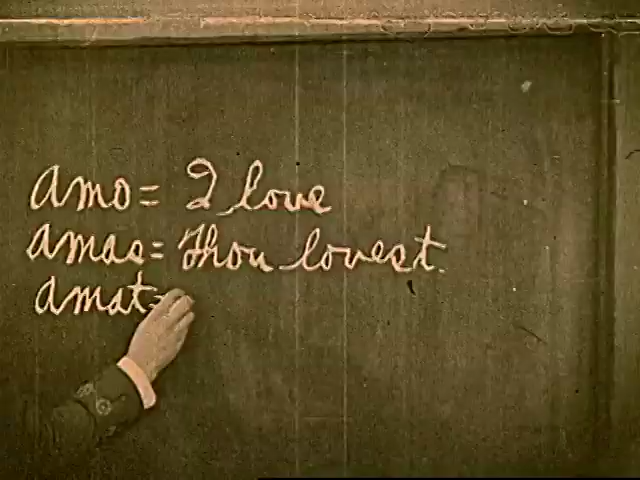 amo = I love
amas = Thou lovest.
amat =